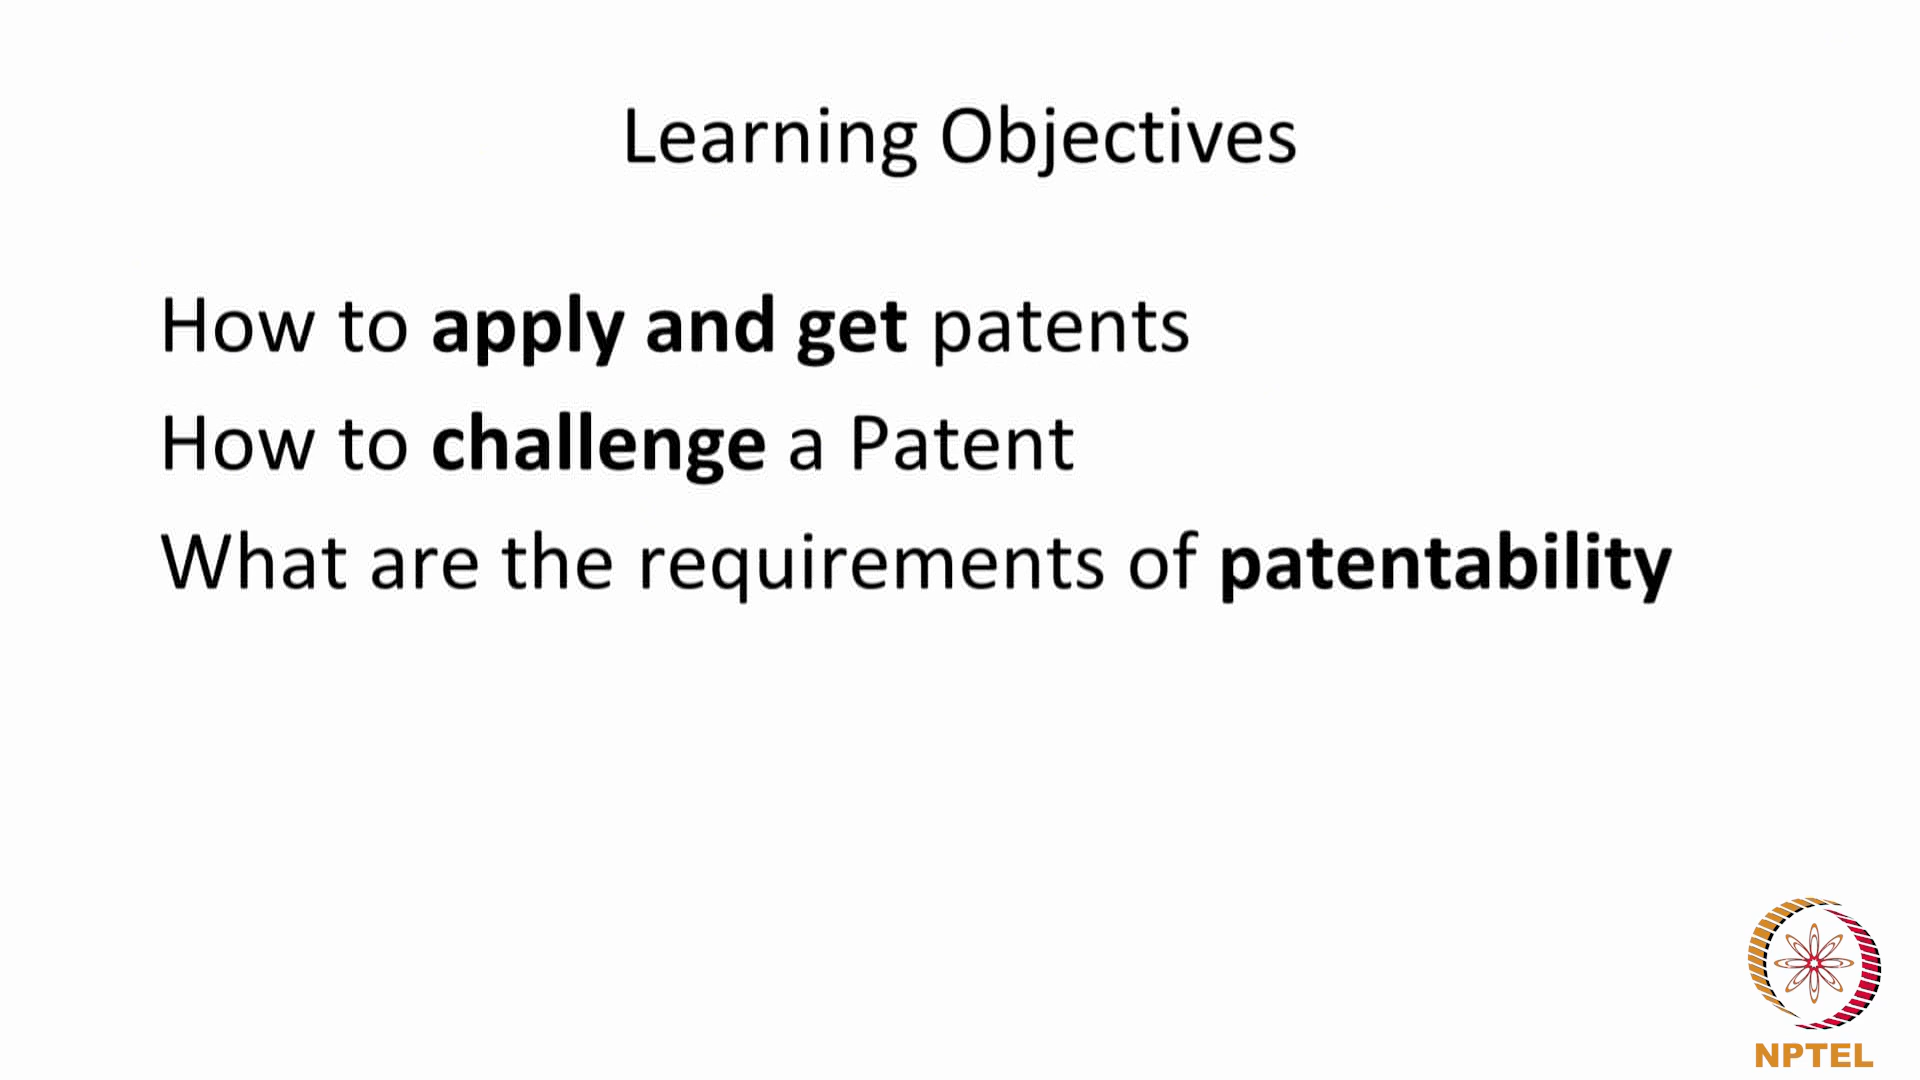 Learning Objectives
How to apply and get patents
How to challenge a Patent
What are the requirements of patentability
NPTEL